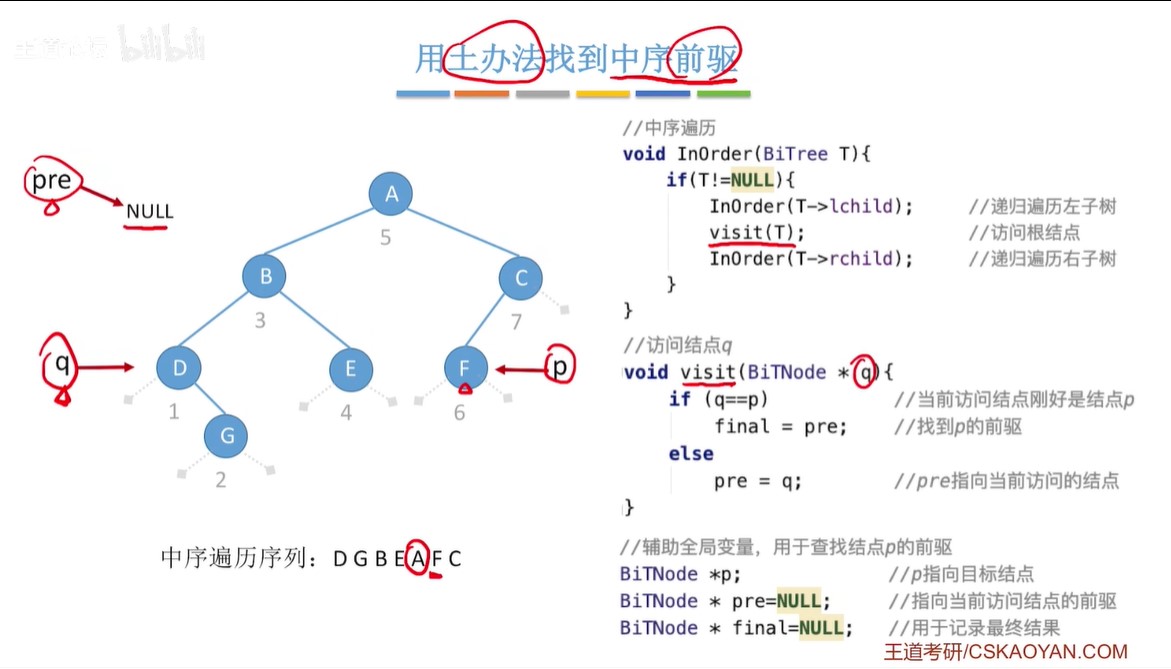 王道论坛 bilibili
用土办法找到中序前驱
pre
NULL
A
5
B
3
C
7
q
D
1
E
4
F
6
p
G
2
中序遍历序列：D G B E A F C
//中序遍历
void InOrder(BiTree T){
if(T!=NULL){
InOrder(T->lchild); //递归遍历左子树
visit(T); //访问根结点
InOrder(T->rchild); //递归遍历右子树
}
}
//访问结点q
void visit(BiTNode *q){
if (q==p) //当前访问结点刚好是结点p
final = pre; //找到p的前驱
else
pre = q; //pre指向当前访问的结点
}
//辅助全局变量，用于查找结点p的前驱
BiTNode *p; //p指向目标结点
BiTNode * pre=NULL; //指向当前访问结点的前驱
BiTNode * final=NULL; //用于记录最终结果
王道考研/CSKAOYAN.COM